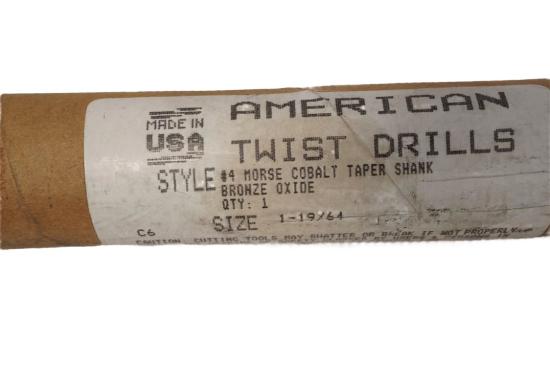 MADE IN
USA
AMERICAN
TWIST DRILLS
STYLE #4 MORSE COBALT TAPER SHANK
BRONZE OXIDE
QTY: 1
SIZE 1-19/64
C6
CAUTION CUTTING TOOLS MAY SHATTER OR BREAK IF NOT PROPERLY